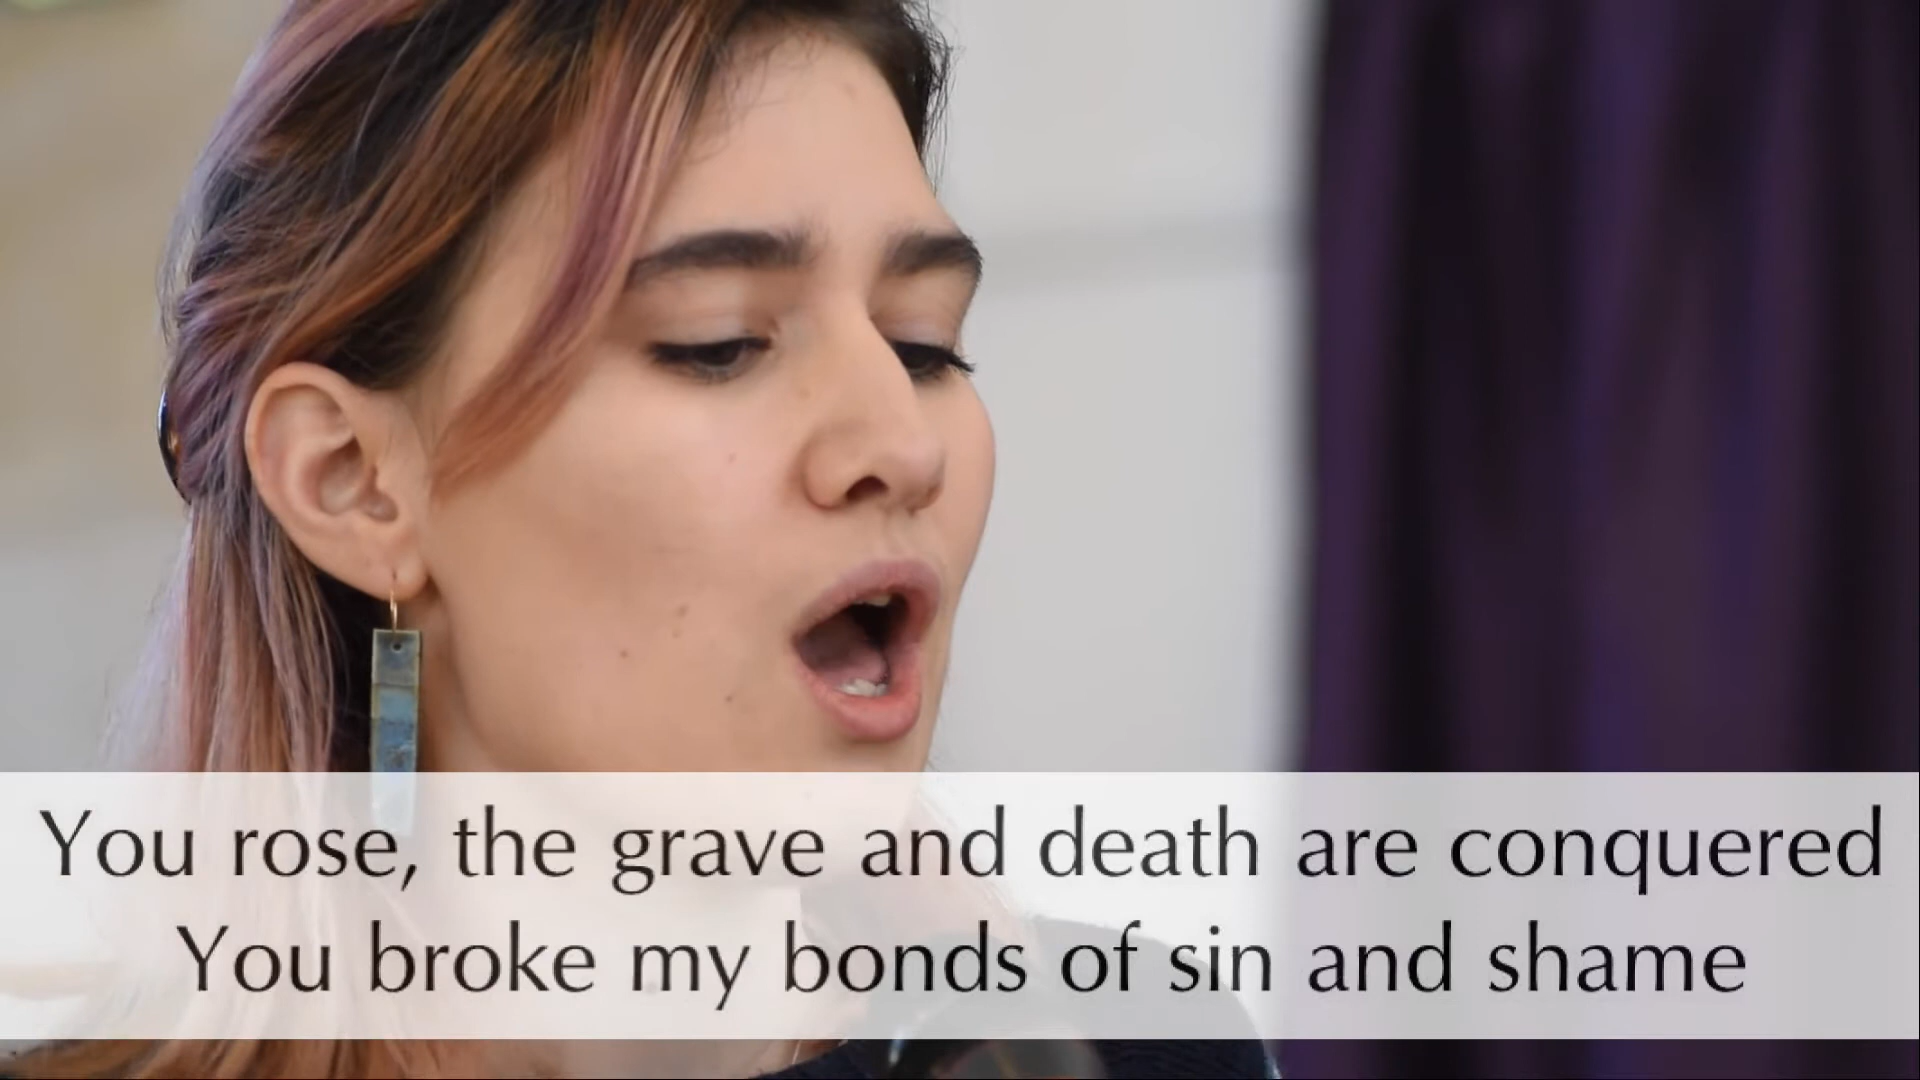 You rose, the grave and death are conquered
You broke my bonds of sin and shame